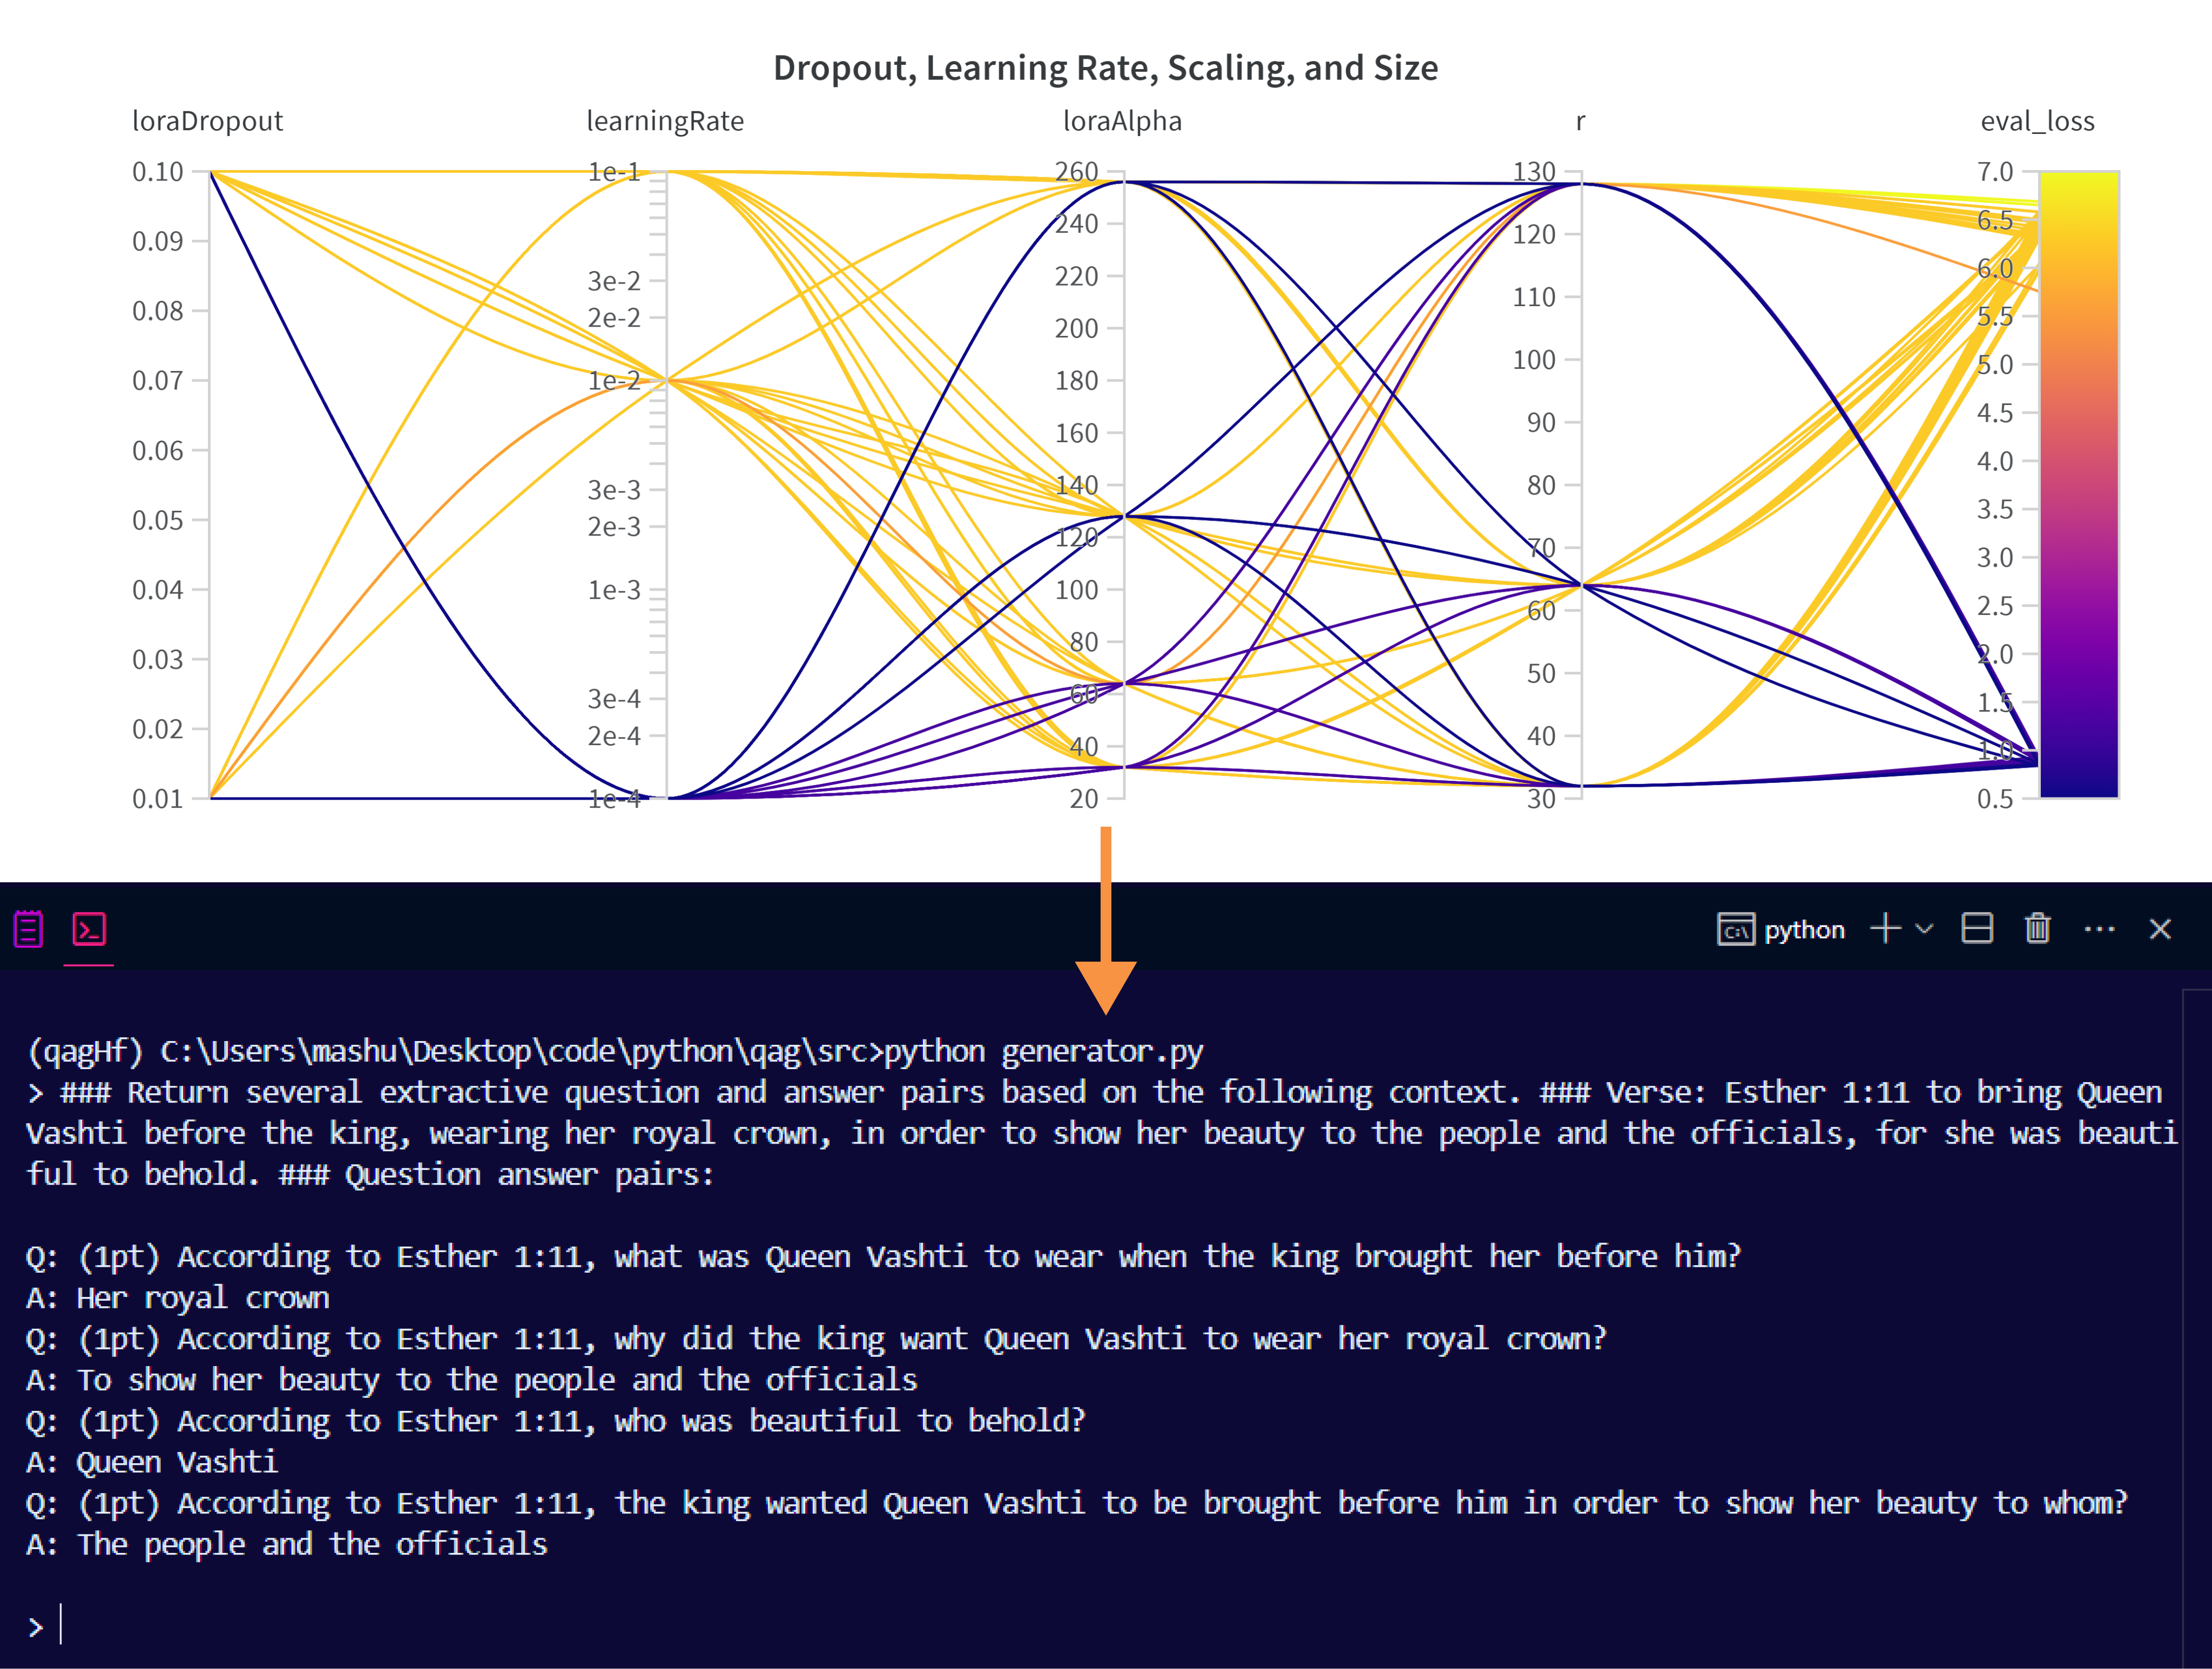 Dropout, Learning Rate, Scaling, and Size
loraDropout learningRate loraAlpha r eval_loss
0.10
0.09
0.08
0.07
0.06
0.05
0.04
0.03
0.02
0.01
1e-1
3e-2
2e-2
1e-2
3e-3
2e-3
1e-3
3e-4
2e-4
1e-4
260
240
220
200
180
160
140
120
100
80
60
40
20
130
120
110
100
90
80
70
60
50
40
30
7.0
6.5
6.0
5.5
5.0
4.5
4.0
3.5
3.0
2.5
2.0
1.5
1.0
0.5
C:\ python
(qagHf) C:\Users\mashu\Desktop\code\python\qag\src>python generator.py
> ### Return several extractive question and answer pairs based on the following context. ### Verse: Esther 1:11 to bring Queen
Vashti before the king, wearing her royal crown, in order to show her beauty to the people and the officials, for she was beauti
ful to behold. ### Question answer pairs:
Q: (1pt) According to Esther 1:11, what was Queen Vashti to wear when the king brought her before him?
A: Her royal crown
Q: (1pt) According to Esther 1:11, why did the king want Queen Vashti to wear her royal crown?
A: To show her beauty to the people and the officials
Q: (1pt) According to Esther 1:11, who was beautiful to behold?
A: Queen Vashti
Q: (1pt) According to Esther 1:11, the king wanted Queen Vashti to be brought before him in order to show her beauty to whom?
A: The people and the officials
>